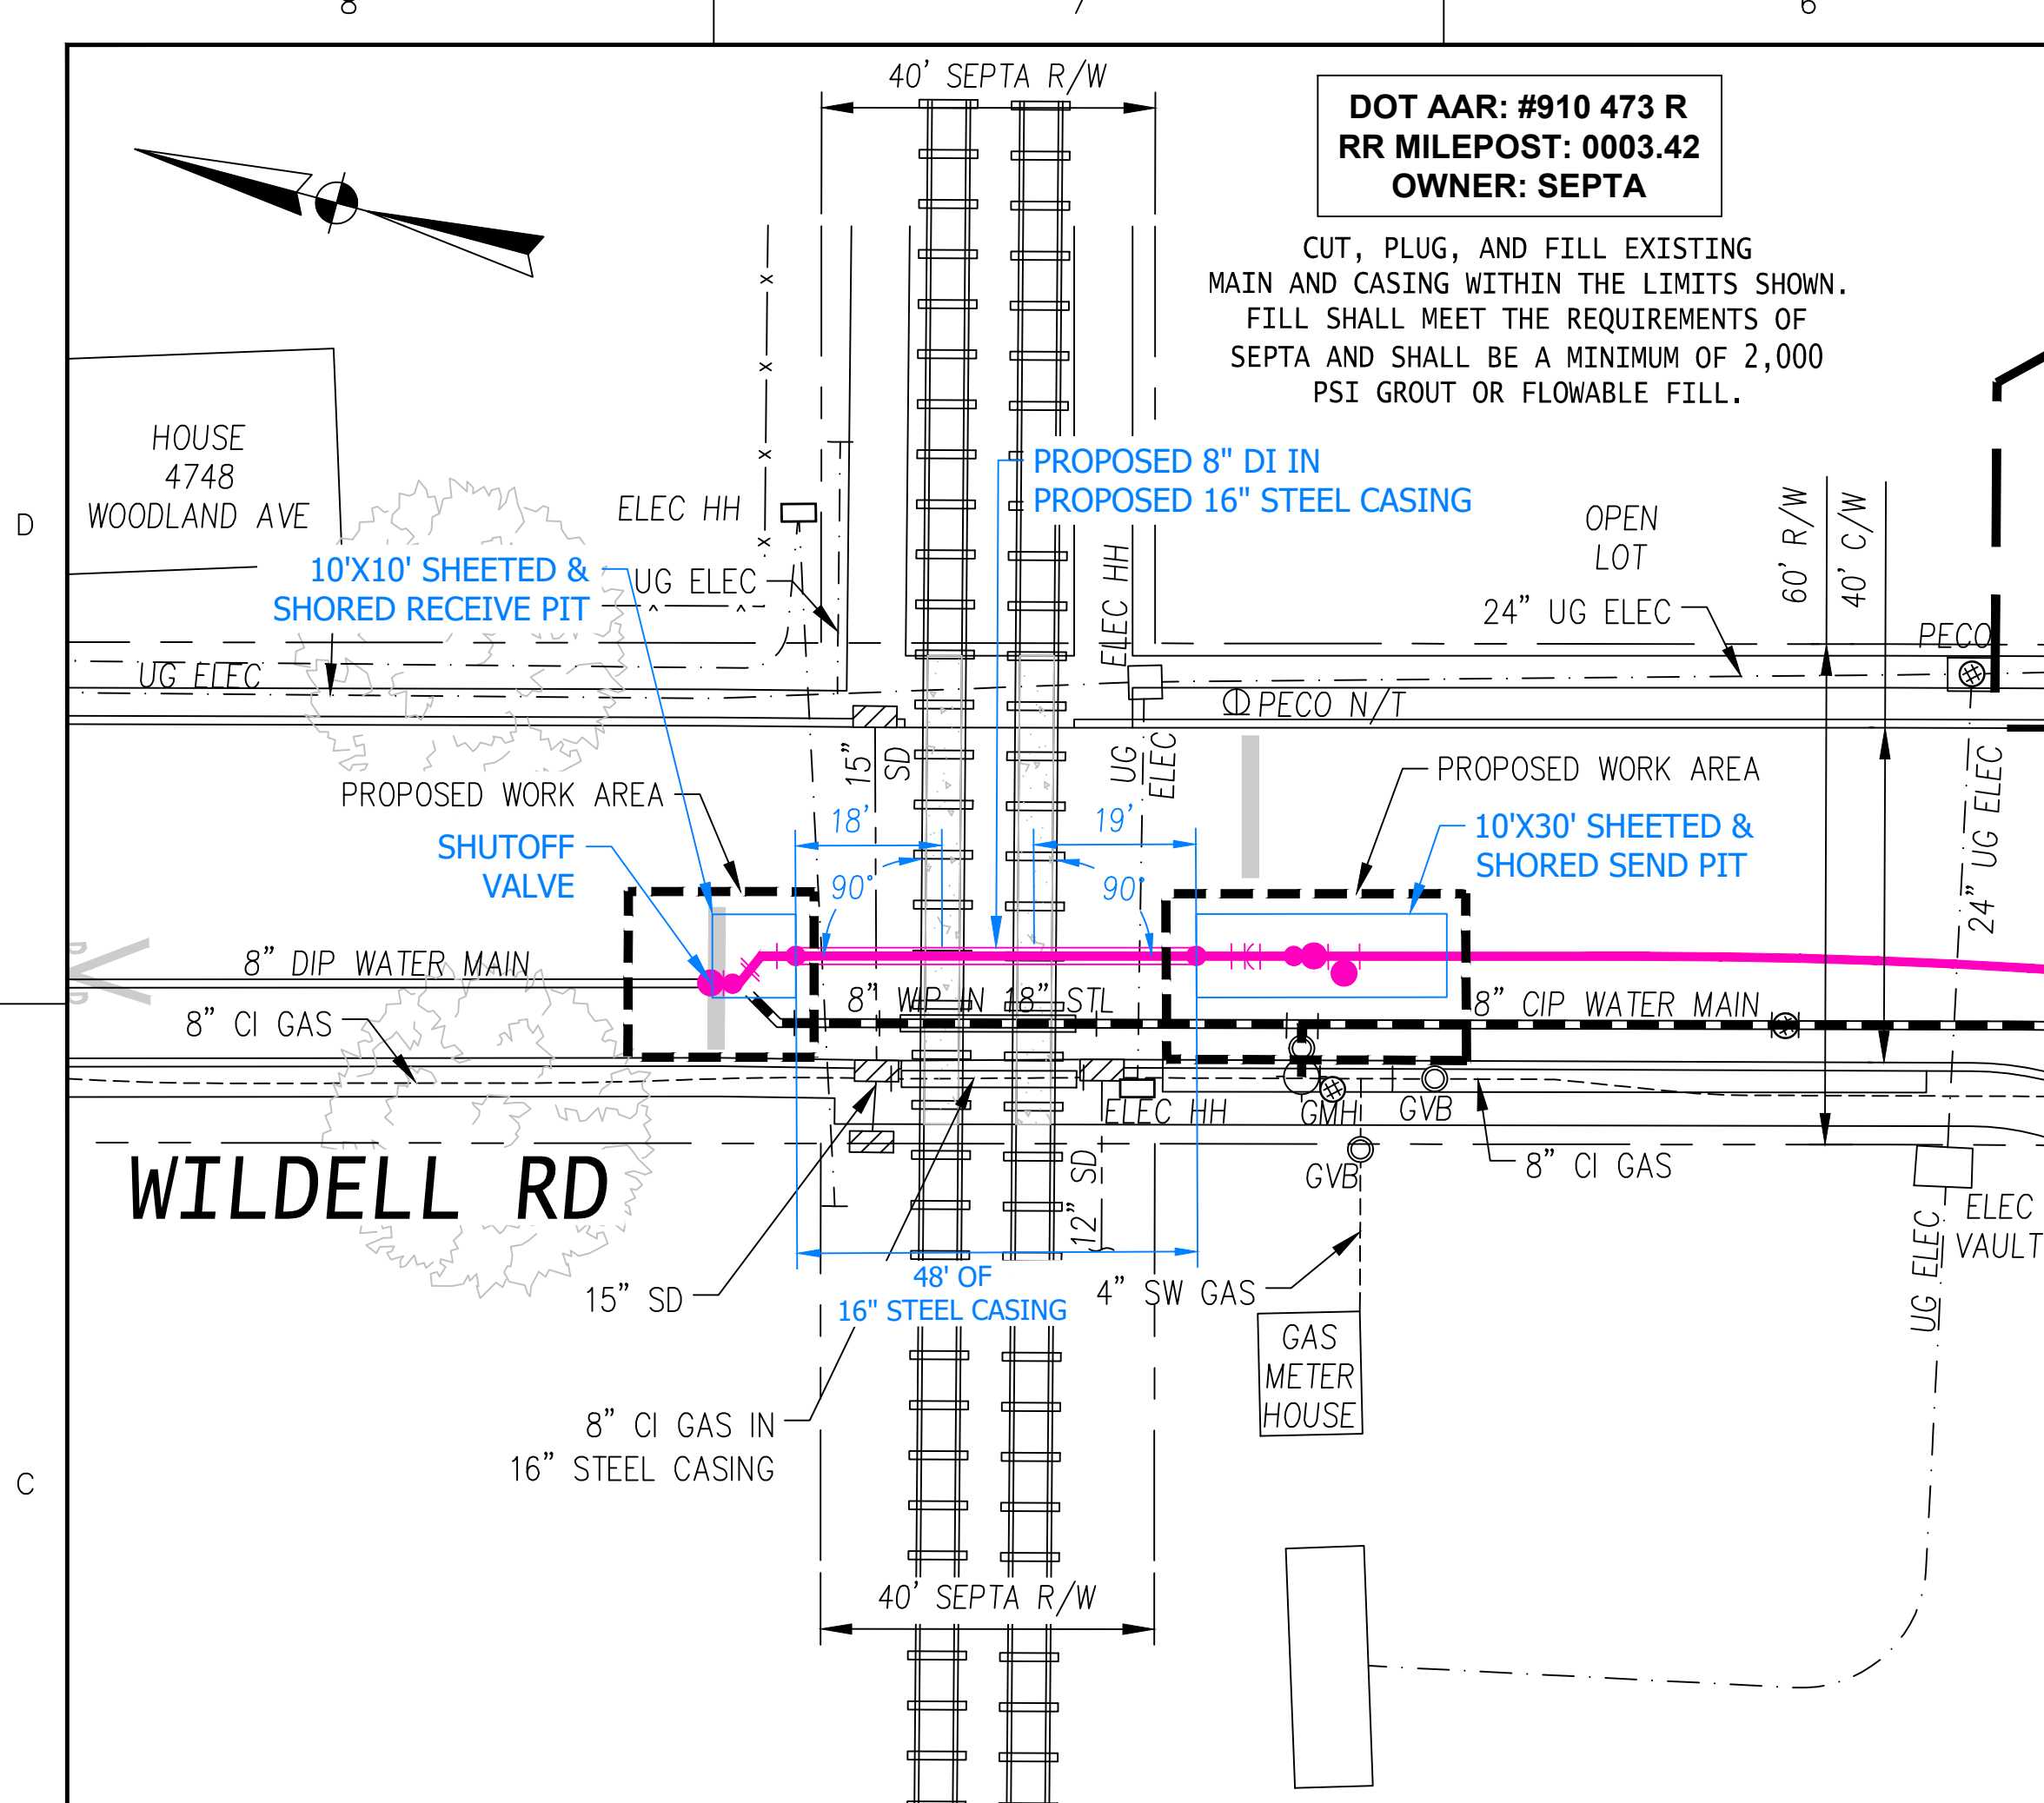 8
7
6
40' SEPTA R/W
DOT AAR: #910 473 R
RR MILEPOST: 0003.42
OWNER: SEPTA
CUT, PLUG, AND FILL EXISTING
MAIN AND CASING WITHIN THE LIMITS SHOWN.
FILL SHALL MEET THE REQUIREMENTS OF
SEPTA AND SHALL BE A MINIMUM OF 2,000
PSI GROUT OR FLOWABLE FILL.
HOUSE
4748
WOODLAND AVE
D
ELEC HH
PROPOSED 8" DI IN
PROPOSED 16" STEEL CASING
OPEN
LOT
60' R/W
40' C/W
10'X10' SHEETED &
SHORED RECEIVE PIT
UG ELEC
ELEC HH
24" UG ELEC
PECO
UG ELEC
PECO N/T
15"
SD
UG
ELEC
24" UG ELEC
PROPOSED WORK AREA
PROPOSED WORK AREA
18'
19'
SHUTOFF
VALVE
10'X30' SHEETED &
SHORED SEND PIT
90°
90°
8" DIP WATER MAIN
8" WP IN 18" STL
8" CIP WATER MAIN
8" CI GAS
ELEC HH
GMH
GVB
WILDELL RD
GVB
8" CI GAS
12" SD
UG ELEC
ELEC
VAULT
48' OF
16" STEEL CASING
15" SD
4" SW GAS
GAS
METER
HOUSE
8" CI GAS IN
16" STEEL CASING
C
40' SEPTA R/W